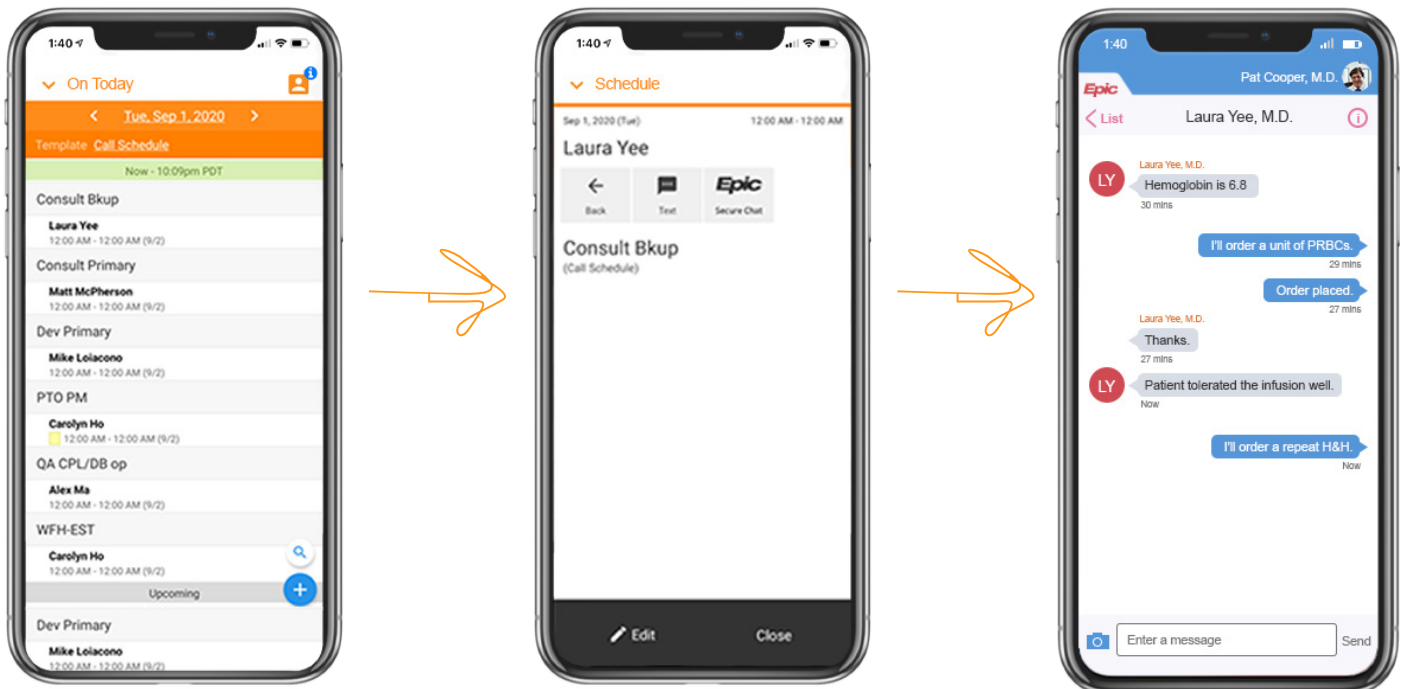 1:40
On Today
Tue, Sep 1, 2020
Template Call Schedule
Now - 10:09pm PDT
Consult Bkup
Laura Yee
12:00 AM - 12:00 AM (9/2)
Consult Primary
Matt McPherson
12:00 AM - 12:00 AM (9/2)
Dev Primary
Mike Loiacono
12:00 AM - 12:00 AM (9/2)
PTO PM
Carolyn Ho
12:00 AM - 12:00 AM (9/2)
QA CPL/DB op
Alex Ma
12:00 AM - 12:00 AM (9/2)
WFH-EST
Carolyn Ho
12:00 AM - 12:00 AM (9/2)
Upcoming
Dev Primary
Mike Loiacono
12:00 AM - 12:00 AM (9/2)
1:40
Schedule
Sep 1, 2020 (Tue) 12:00 AM - 12:00 AM
Laura Yee
Epic
Back Text Secure Chat
Consult Bkup
(Call Schedule)
Edit Close
1:40
Pat Cooper, M.D.
Epic
List Laura Yee, M.D.
Laura Yee, M.D.
LY Hemoglobin is 6.8
30 mins
I'll order a unit of PRBCs.
29 mins
Order placed.
27 mins
Laura Yee, M.D.
Thanks.
27 mins
LY Patient tolerated the infusion well.
Now
I'll order a repeat H&H.
Now
Enter a message Send